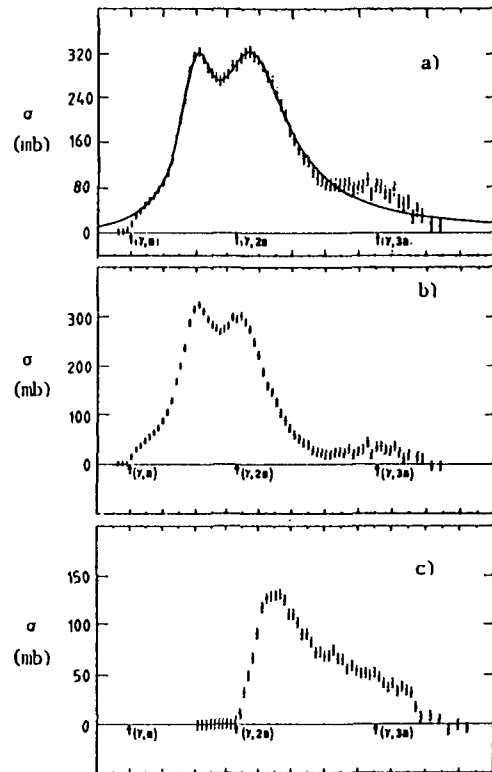 320
a)
σ
240
(mb)
160
80
0
(γ,n) (γ,2n (γ,3n.
b)
300
σ
(mb)
200
100
0
(γ,n) (γ,2n) (γ,3n)
c)
150
σ
100
(mb)
50
0
(γ,n) (γ,2n) (γ,3n)